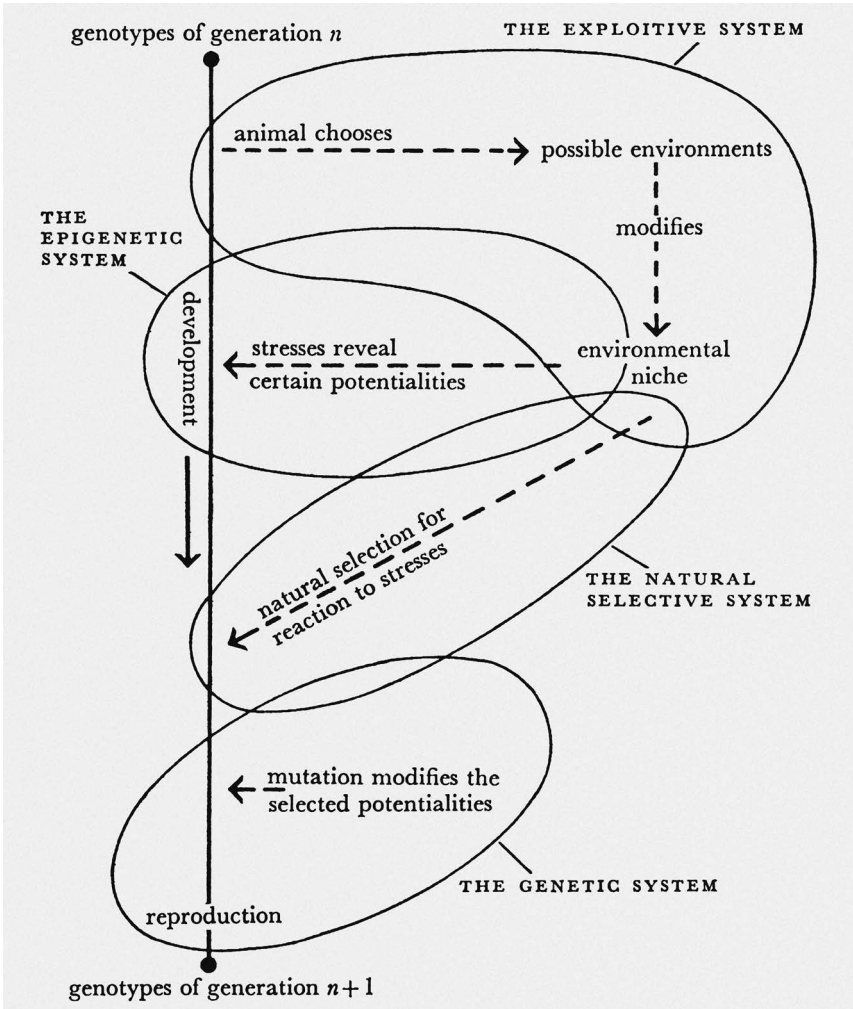 genotypes of generation n
THE EXPLOITIVE SYSTEM
animal chooses
possible environments
modifies
THE
EPIGENETIC
SYSTEM
development
stresses reveal
certain potentialities
environmental
niche
natural selection for
reaction to stresses
THE NATURAL
SELECTIVE SYSTEM
mutation modifies the
selected potentialities
THE GENETIC SYSTEM
reproduction
genotypes of generation n+1